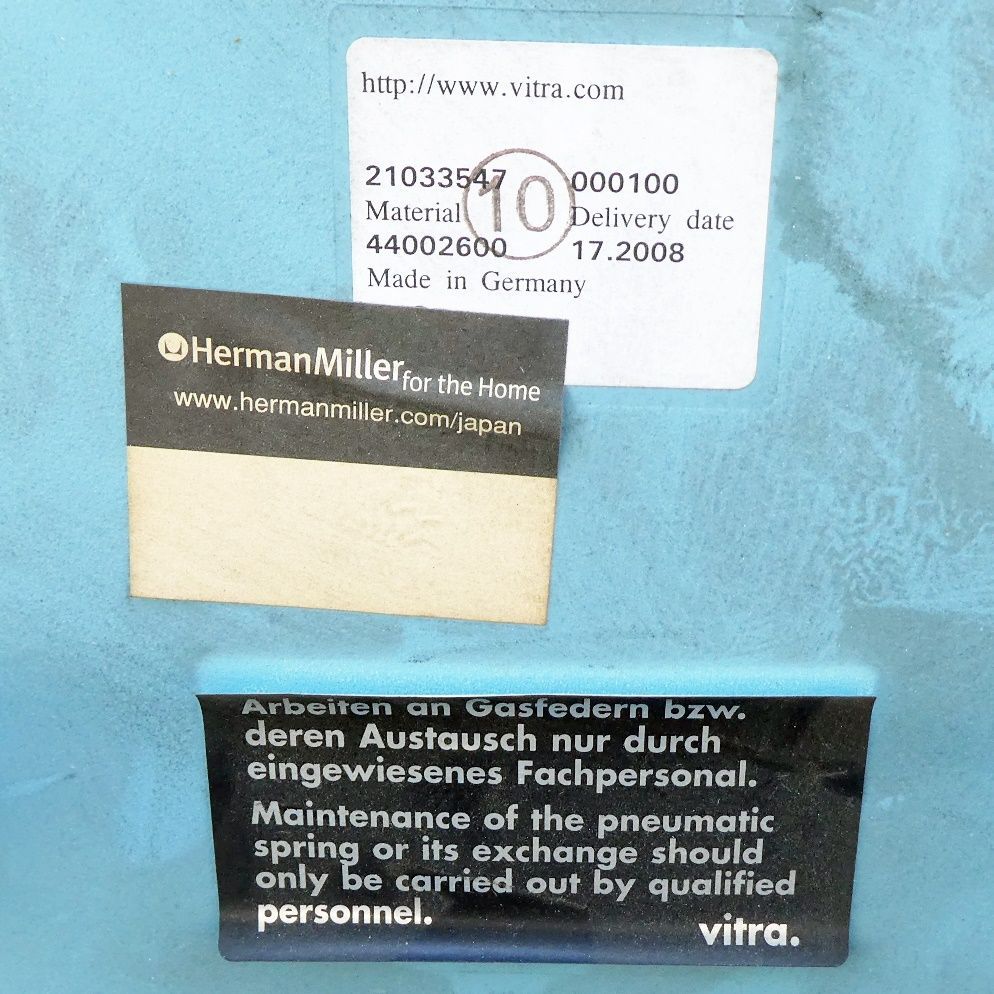 http://www.vitra.com
21033547 000100
10
Material Delivery date
44002600 17.2008
Made in Germany
HermanMiller for the Home
www.hermanmiller.com/japan
Arbeiten an Gasfedern bzw.
deren Austausch nur durch
eingewiesenes Fachpersonal.
Maintenance of the pneumatic
spring or its exchange should
only be carried out by qualified
personnel.
vitra.